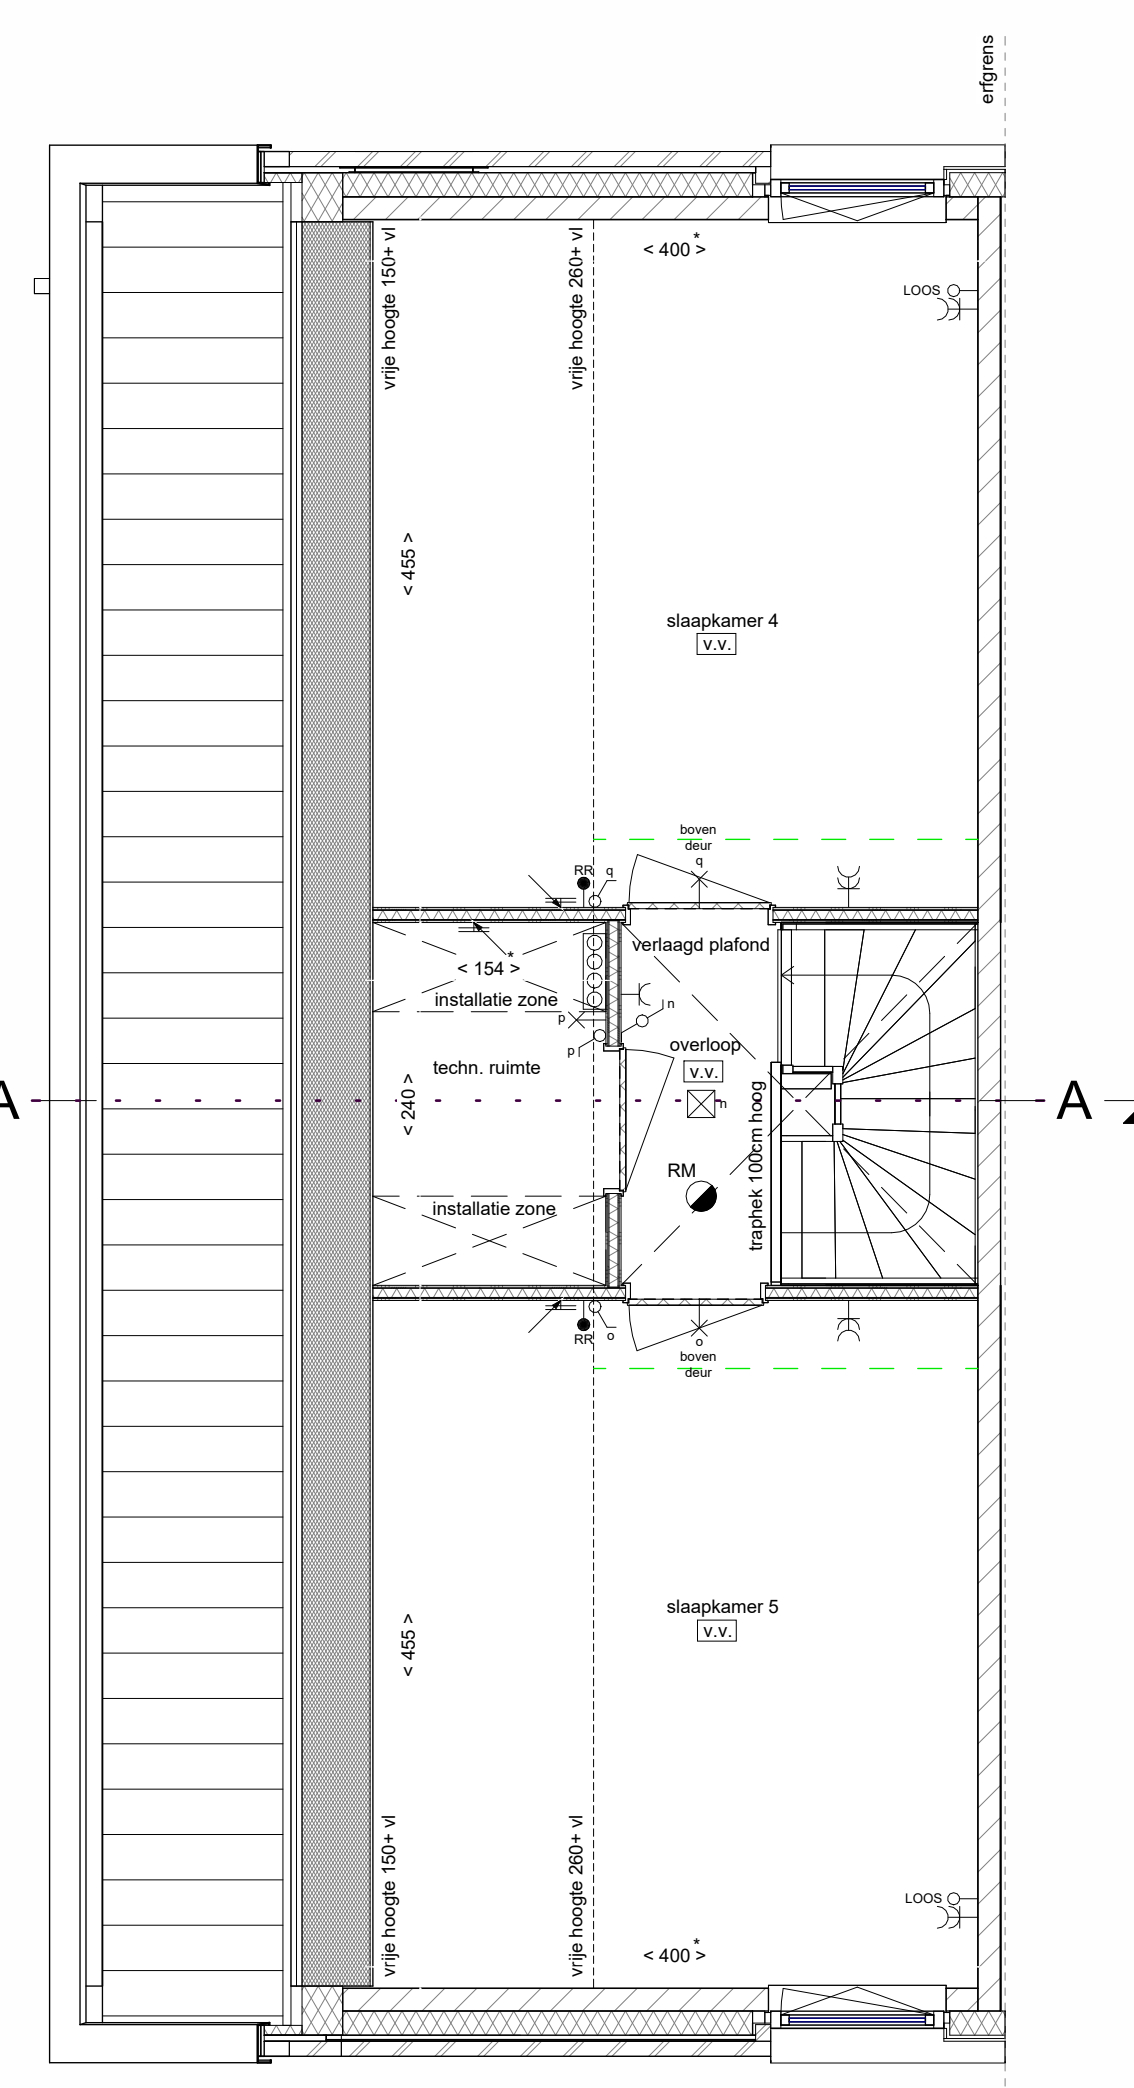 erfgrens
vrije hoogte 150+ vl
vrije hoogte 260+ vl
*
< 400 >
LOOS
< 455 >
slaapkamer 4
v.v.
boven
deur
q
RR
q
verlaagd plafond
*
< 154 >
installatie zone
n
p
p
overloop
v.v.
n
techn. ruimte
< 240 >
A
A
traphek 100cm hoog
RM
installatie zone
RR
o
o
boven
deur
slaapkamer 5
v.v.
< 455 >
vrije hoogte 150+ vl
vrije hoogte 260+ vl
LOOS
*
< 400 >